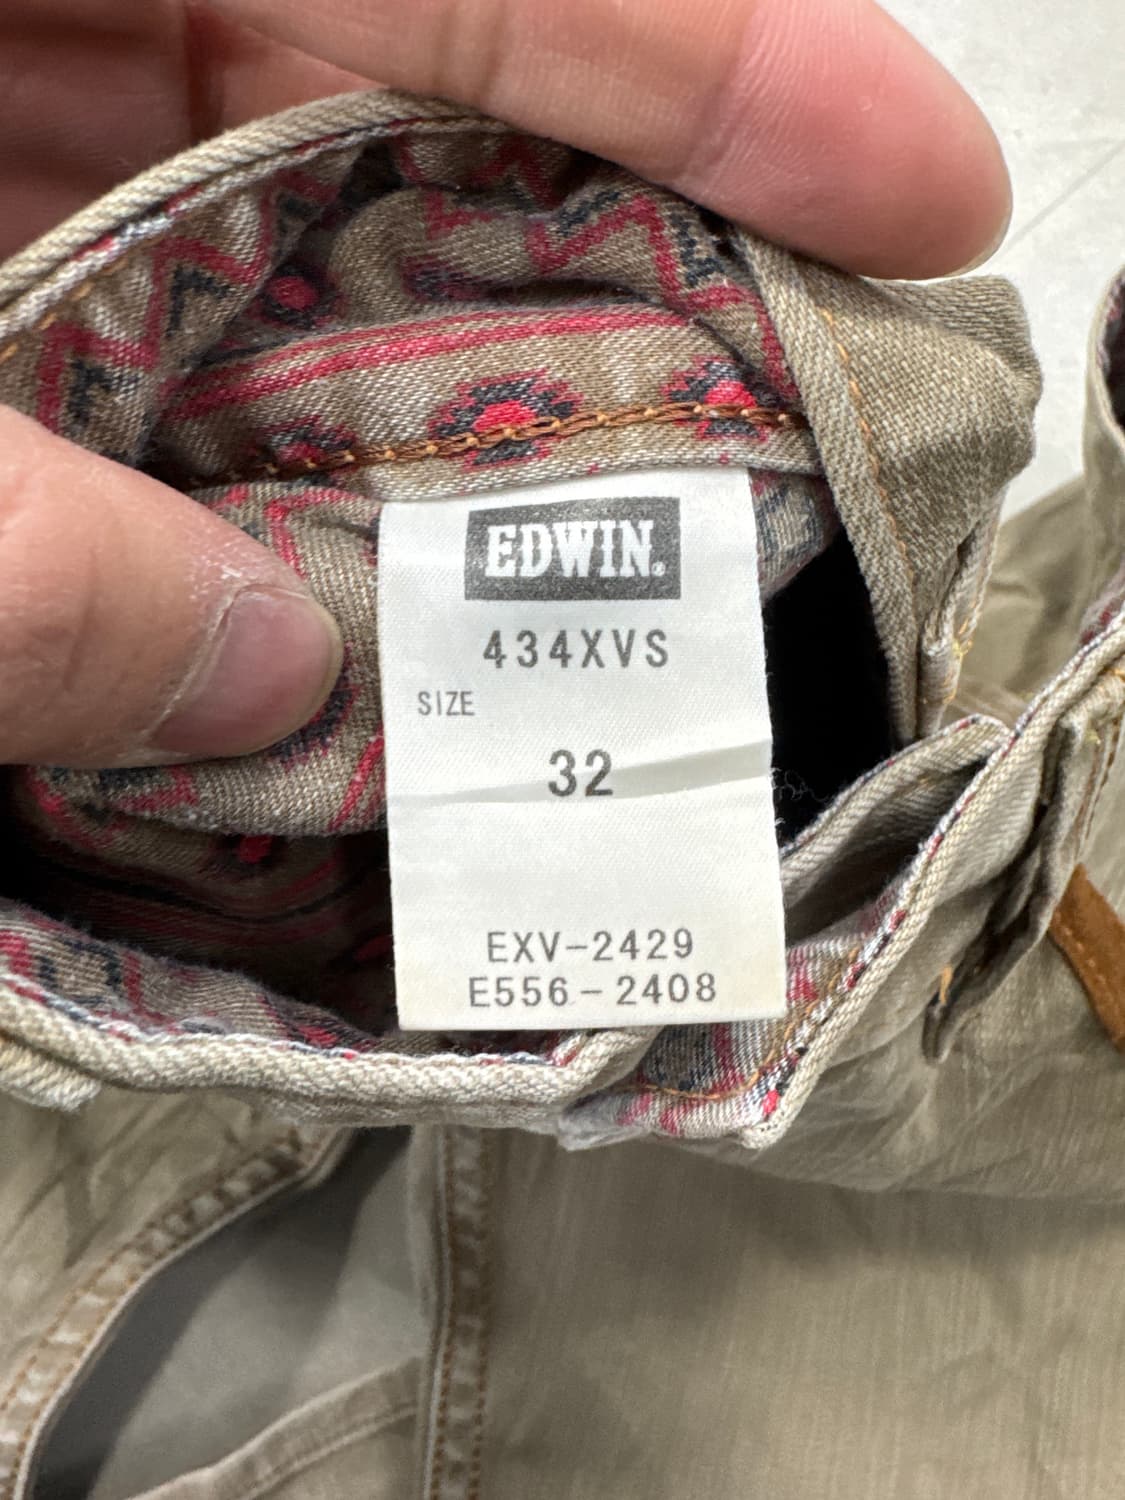 EDWIN®
434XVS
SIZE
32
EXV-2429
E556-2408